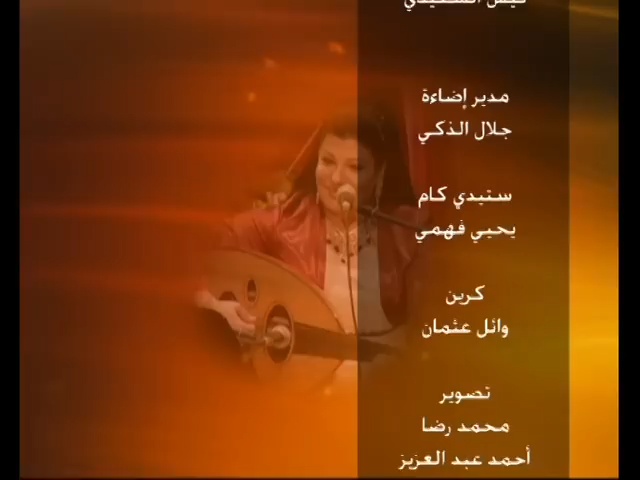 مدير إضاءة
جلال الذكي
ستيدي كام
يحيي فهمي
كرين
وائل عثمان
تصوير
محمد رضا
أحمد عبد العزيز